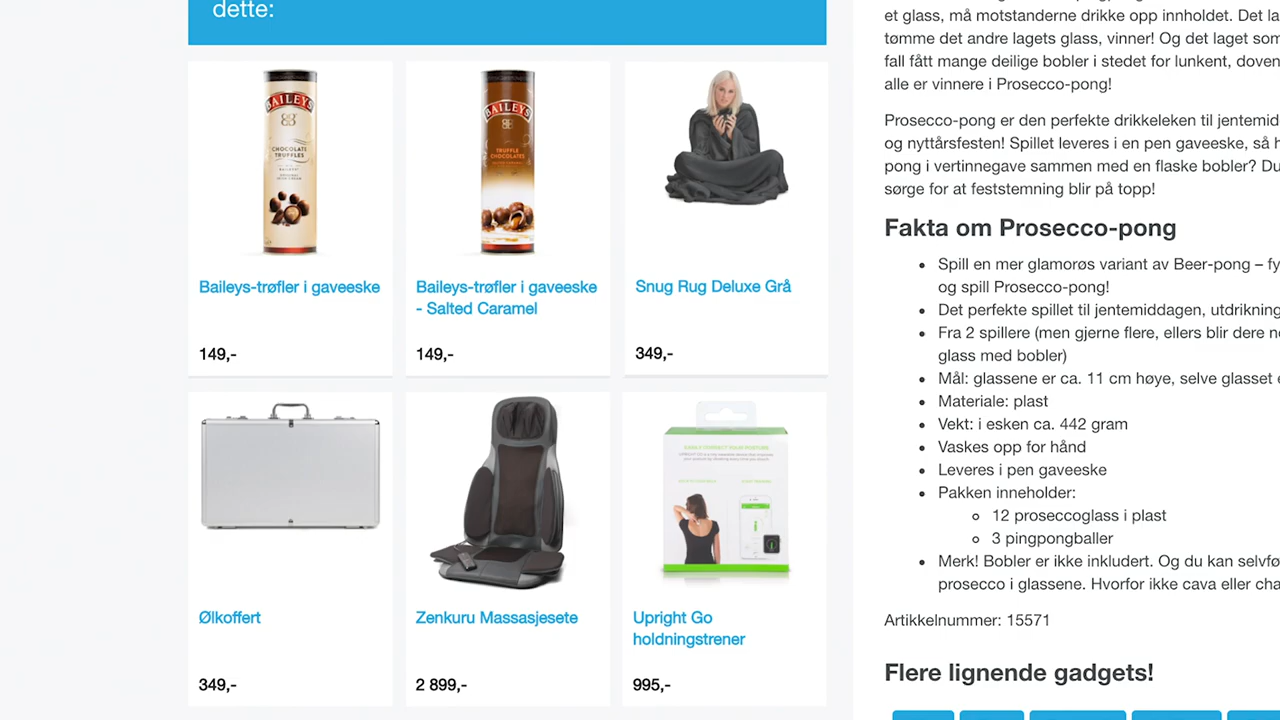 dette:
BAILEYS
CHOCOLATE
TRUFFLES
BAILEYS
TRUFFLE
CHOCOLATES
Baileys-trøfler i gaveeske
149,-
Baileys-trøfler i gaveeske
- Salted Caramel
149,-
Snug Rug Deluxe Grå
349,-
Ølkoffert
349,-
Zenkuru Massasjesete
2 899,-
Upright Go
holdningstrener
995,-
et glass, må motstanderne drikke opp innholdet. Det la
tømme det andre lagets glass, vinner! Og det laget som
fall fått mange deilige bobler i stedet for lunkent, doven
alle er vinnere i Prosecco-pong!
Prosecco-pong er den perfekte drikkeleken til jentemid
og nyttårsfesten! Spillet leveres i en pen gaveeske, så h
pong i vertinnegave sammen med en flaske bobler? Du
sørge for at feststemning blir på topp!
Fakta om Prosecco-pong
Spill en mer glamorøs variant av Beer-pong – fy
og spill Prosecco-pong!
Det perfekte spillet til jentemiddagen, utdrikning
Fra 2 spillere (men gjerne flere, ellers blir dere no
glass med bobler)
Mål: glassene er ca. 11 cm høye, selve glasset e
Materiale: plast
Vekt: i esken ca. 442 gram
Vaskes opp for hånd
Leveres i pen gaveeske
Pakken inneholder:
12 proseccoglass i plast
3 pingpongballer
Merk! Bobler er ikke inkludert. Og du kan selvfø
prosecco i glassene. Hvorfor ikke cava eller cha
Artikkelnummer: 15571
Flere lignende gadgets!